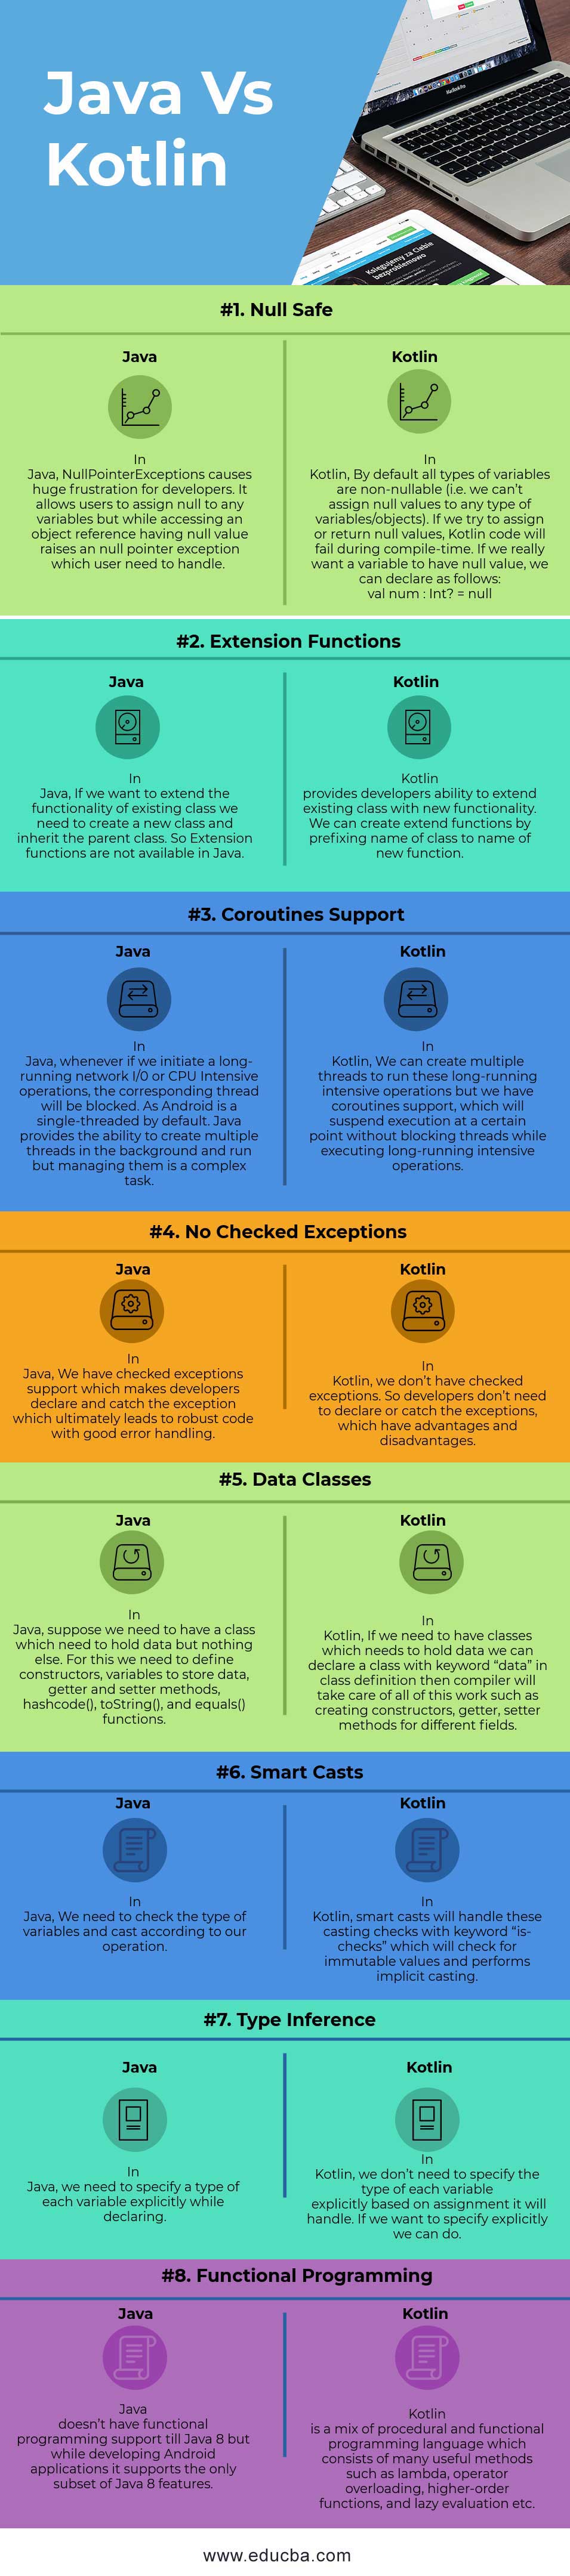 Java Vs
Kotlin
MacBook Pro
Księgujemy za Ciebie
bezproblemowo
#1. Null Safe
Java
Kotlin
In
Java, NullPointerExceptions causes
huge frustration for developers. It
allows users to assign null to any
variables but while accessing an
object reference having null value
raises an null pointer exception
which user need to handle.
In
Kotlin, By default all types of variables
are non-nullable (i.e. we can't
assign null values to any type of
variables/objects). If we try to assign
or return null values, Kotlin code will
fail during compile-time. If we really
want a variable to have null value, we
can declare as follows:
val num : Int? = null
#2. Extension Functions
Java
Kotlin
In
Java, If we want to extend the
functionality of existing class we
need to create a new class and
inherit the parent class. So Extension
functions are not available in Java.
Kotlin
provides developers ability to extend
existing class with new functionality.
We can create extend functions by
prefixing name of class to name of
new function.
#3. Coroutines Support
Java
Kotlin
In
Java, whenever if we initiate a long-
running network I/0 or CPU Intensive
operations, the corresponding thread
will be blocked. As Android is a
single-threaded by default. Java
provides the ability to create multiple
threads in the background and run
but managing them is a complex
task.
In
Kotlin, We can create multiple
threads to run these long-running
intensive operations but we have
coroutines support, which will
suspend execution at a certain
point without blocking threads while
executing long-running intensive
operations.
#4. No Checked Exceptions
Java
Kotlin
In
Java, We have checked exceptions
support which makes developers
declare and catch the exception
which ultimately leads to robust code
with good error handling.
In
Kotlin, we don't have checked
exceptions. So developers don't need
to declare or catch the exceptions,
which have advantages and
disadvantages.
#5. Data Classes
Java
Kotlin
In
Java, suppose we need to have a class
which need to hold data but nothing
else. For this we need to define
constructors, variables to store data,
getter and setter methods,
hashcode(), toString(), and equals()
functions.
In
Kotlin, If we need to have classes
which needs to hold data we can
declare a class with keyword "data" in
class definition then compiler will
take care of all of this work such as
creating constructors, getter, setter
methods for different fields.
#6. Smart Casts
Java
Kotlin
In
Java, We need to check the type of
variables and cast according to our
operation.
In
Kotlin, smart casts will handle these
casting checks with keyword "is-
checks" which will check for
immutable values and performs
implicit casting.
#7. Type Inference
Java
Kotlin
In
Java, we need to specify a type of
each variable explicitly while
declaring.
In
Kotlin, we don't need to specify the
type of each variable
explicitly based on assignment it will
handle. If we want to specify explicitly
we can do.
#8. Functional Programming
Java
Kotlin
Java
doesn't have functional
programming support till Java 8 but
while developing Android
applications it supports the only
subset of Java 8 features.
Kotlin
is a mix of procedural and functional
programming language which
consists of many useful methods
such as lambda, operator
overloading, higher-order
functions, and lazy evaluation etc.
www.educba.com